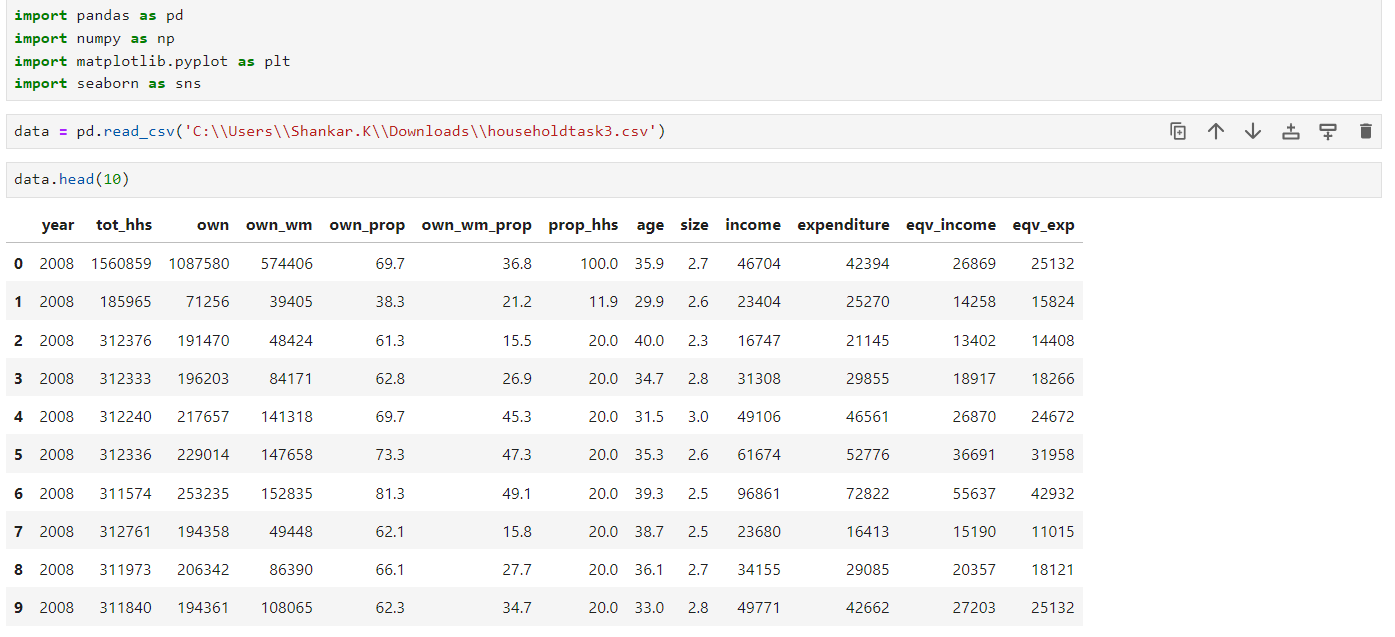 import pandas as pd
import numpy as np
import matplotlib.pyplot as plt
import seaborn as sns
data = pd.read_csv('C:\\Users\\Shankar.K\\Downloads\\householdtask3.csv')
data.head(10)
year tot_hhs own own_wm own_prop own_wm_prop prop_hhs age size income expenditure eqv_income eqv_exp
0 2008 1560859 1087580 574406 69.7 36.8 100.0 35.9 2.7 46704 42394 26869 25132
1 2008 185965 71256 39405 38.3 21.2 11.9 29.9 2.6 23404 25270 14258 15824
2 2008 312376 191470 48424 61.3 15.5 20.0 40.0 2.3 16747 21145 13402 14408
3 2008 312333 196203 84171 62.8 26.9 20.0 34.7 2.8 31308 29855 18917 18266
4 2008 312240 217657 141318 69.7 45.3 20.0 31.5 3.0 49106 46561 26870 24672
5 2008 312336 229014 147658 73.3 47.3 20.0 35.3 2.6 61674 52776 36691 31958
6 2008 311574 253235 152835 81.3 49.1 20.0 39.3 2.5 96861 72822 55637 42932
7 2008 312761 194358 49448 62.1 15.8 20.0 38.7 2.5 23680 16413 15190 11015
8 2008 311973 206342 86390 66.1 27.7 20.0 36.1 2.7 34155 29085 20357 18121
9 2008 311840 194361 108065 62.3 34.7 20.0 33.0 2.8 49771 42662 27203 25132